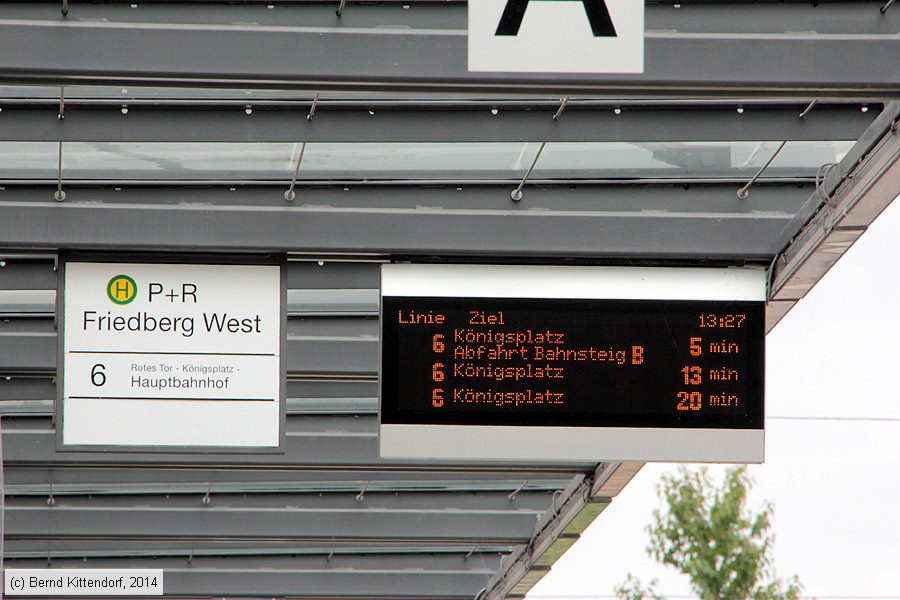 A
H P+R
Friedberg West
6 Rotes Tor - Königsplatz -
Hauptbahnhof
Linie Ziel 13:27
6 Königsplatz 5 min
Abfahrt Bahnsteig B
6 Königsplatz 13 min
6 Königsplatz 20 min
(c) Bernd Kittendorf, 2014